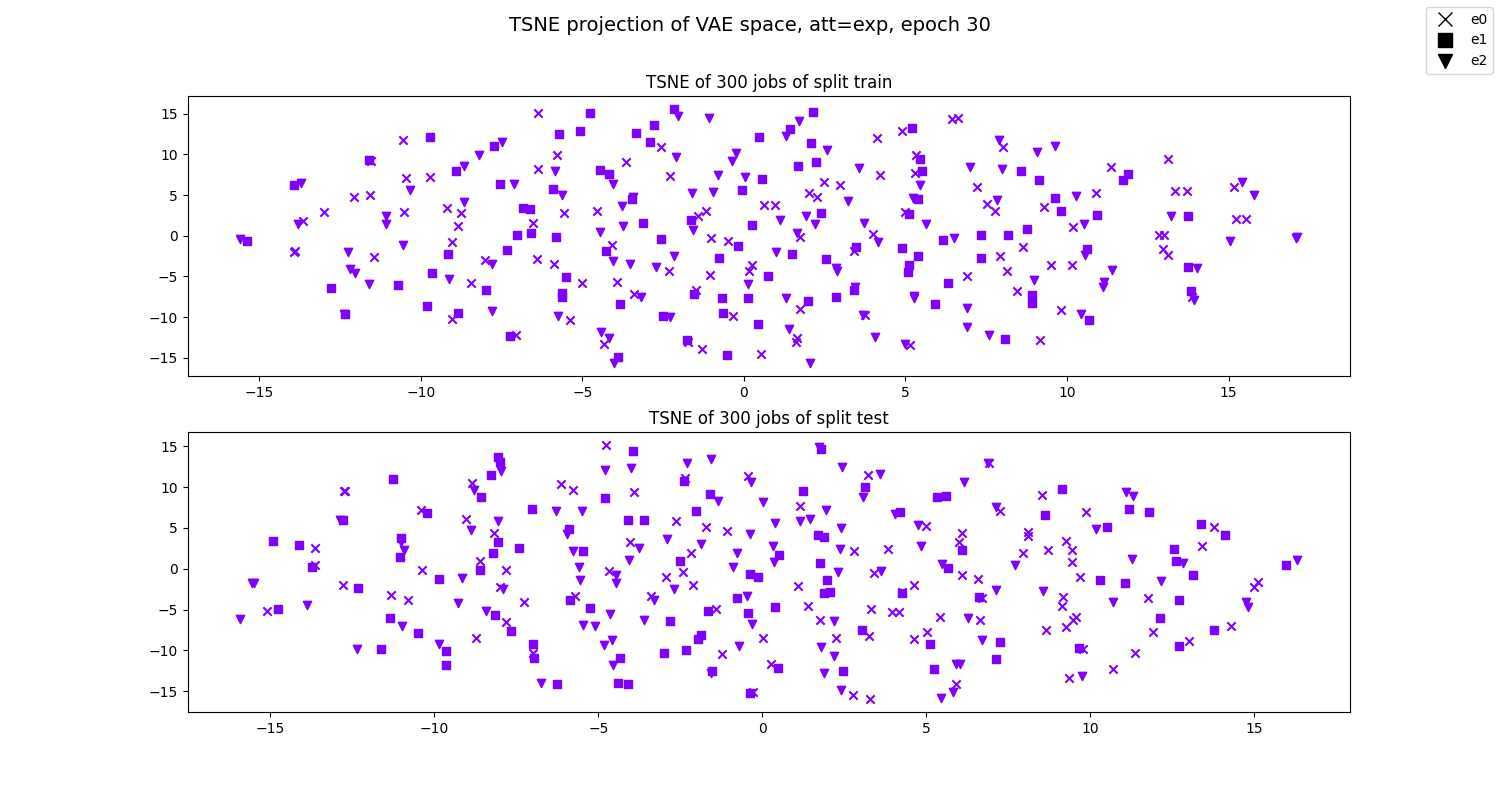 TSNE projection of VAE space, att=exp, epoch 30
e0
e1
e2
TSNE of 300 jobs of split train
15
10
5
0
−5
−10
−15
−15 −10 −5 0 5 10 15
TSNE of 300 jobs of split test
15
10
5
0
−5
−10
−15
−15 −10 −5 0 5 10 15